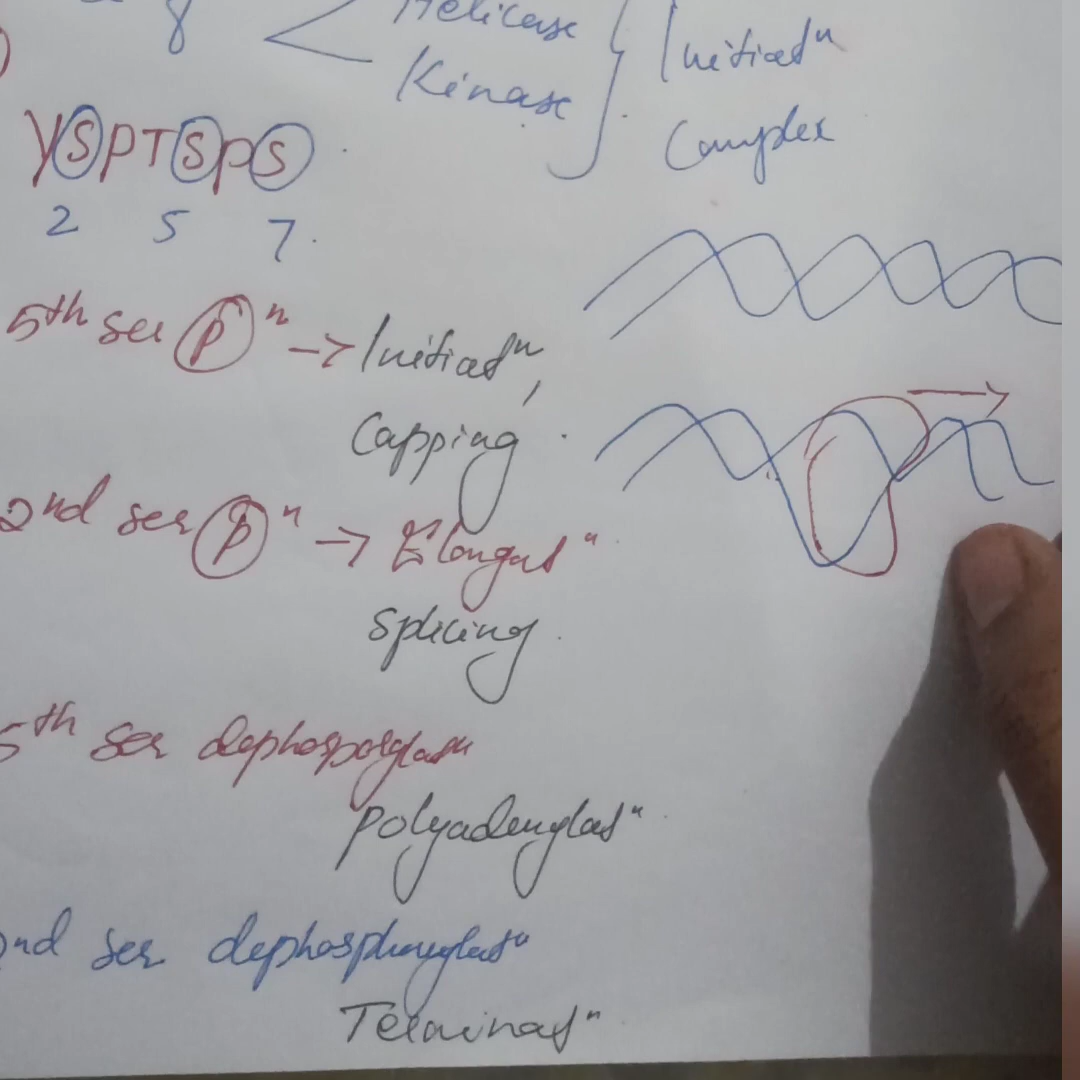 8 < Helicase
Kinase } Initiatⁿ
Complex
YSPTSPS.
2 5 7.
5th ser Pⁿ -> Initiatⁿ,
Capping.
2nd ser Pⁿ -> Elongatⁿ
Splicing.
5th ser dephosporylatⁿ
Polyadenylatⁿ
2nd ser dephosphorylatⁿ
Terminatⁿ